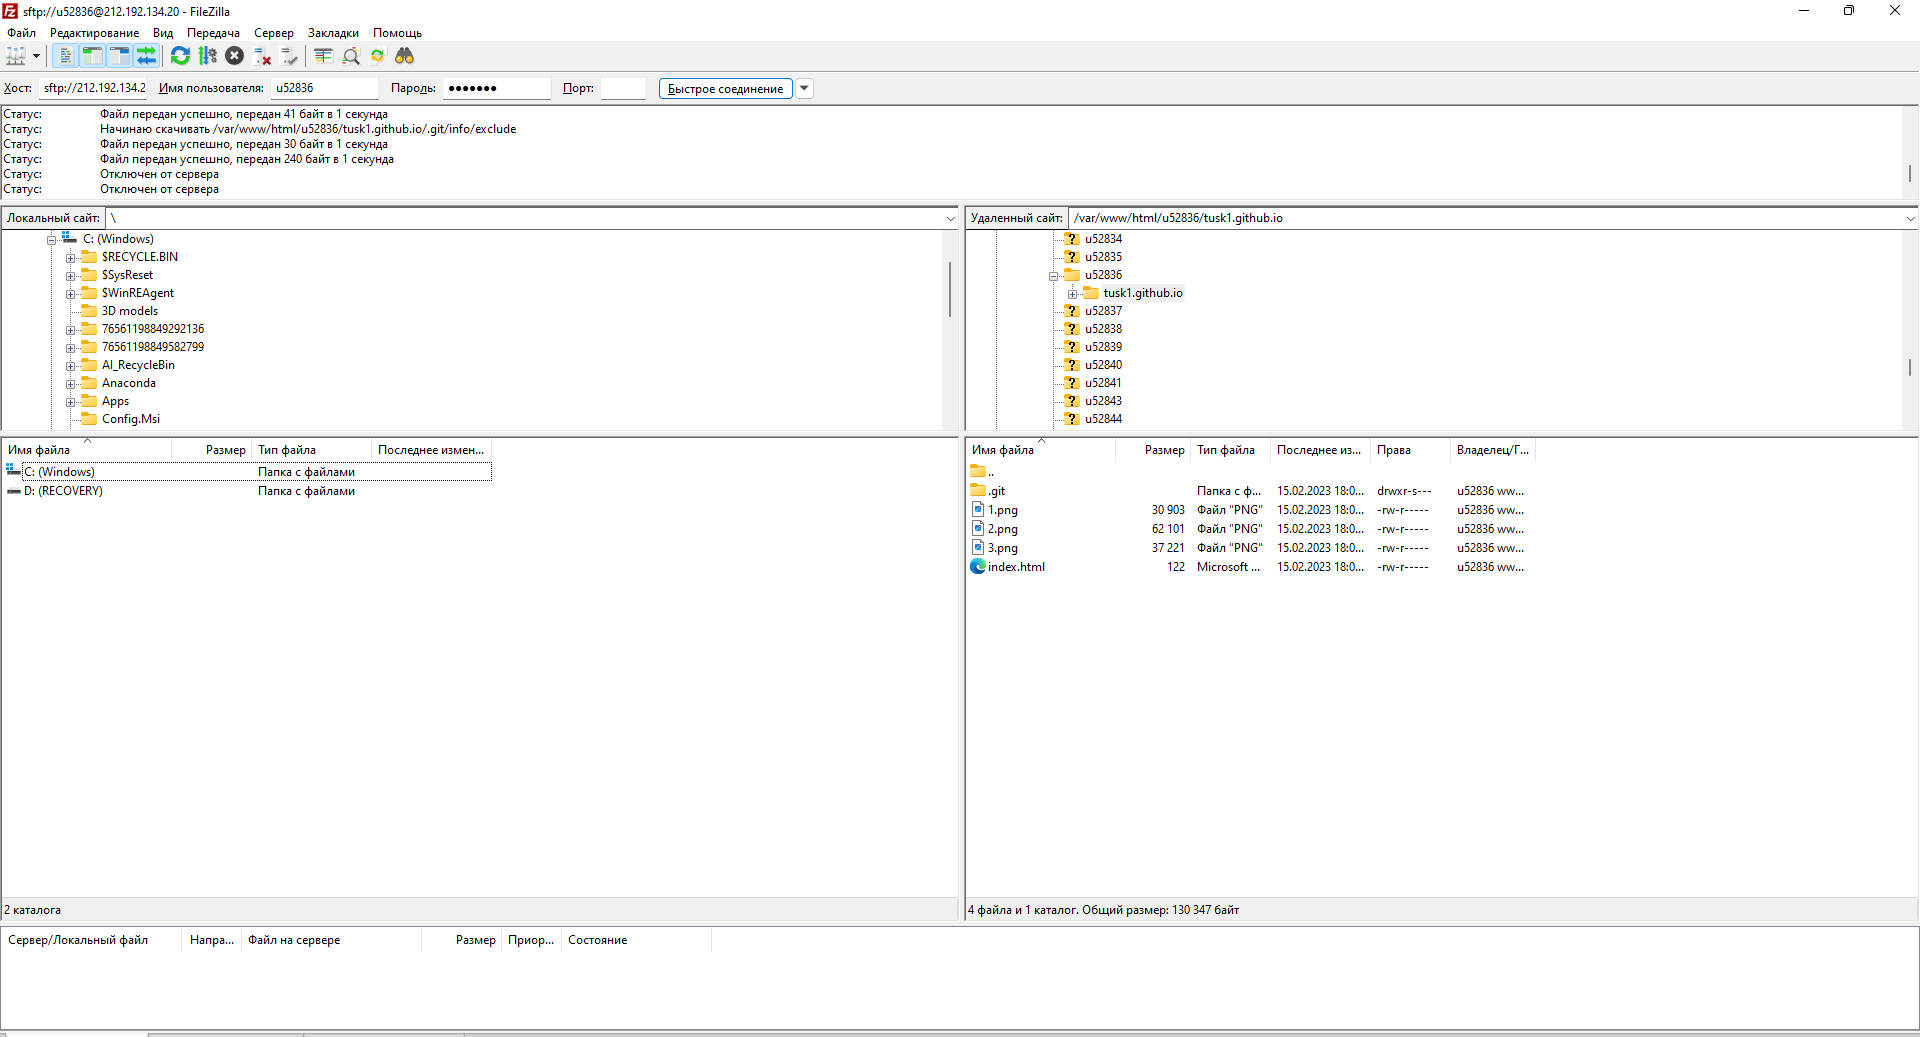 sftp://u52836@212.192.134.20 - FileZilla
Файл Редактирование Вид Передача Сервер Закладки Помощь
Хост: sftp://212.192.134.2 Имя пользователя: u52836 Пароль: ●●●●●●● Порт: Быстрое соединение
Статус: Файл передан успешно, передан 41 байт в 1 секунда
Статус: Начинаю скачивать /var/www/html/u52836/tusk1.github.io/.git/info/exclude
Статус: Файл передан успешно, передан 30 байт в 1 секунда
Статус: Файл передан успешно, передан 240 байт в 1 секунда
Статус: Отключен от сервера
Статус: Отключен от сервера
Локальный сайт: \
C: (Windows)
$RECYCLE.BIN
$SysReset
$WinREAgent
3D models
76561198849292136
76561198849582799
AI_RecycleBin
Anaconda
Apps
Config.Msi
Удаленный сайт: /var/www/html/u52836/tusk1.github.io
u52834
u52835
u52836
tusk1.github.io
u52837
u52838
u52839
u52840
u52841
u52843
u52844
Имя файла Размер Тип файла Последнее измен...
C: (Windows) Папка с файлами
D: (RECOVERY) Папка с файлами
2 каталога
Имя файла Размер Тип файла Последнее из... Права Владелец/Г...
..
.git Папка с ф... 15.02.2023 18:0... drwxr-s--- u52836 ww...
1.png 30 903 Файл "PNG" 15.02.2023 18:0... -rw-r----- u52836 ww...
2.png 62 101 Файл "PNG" 15.02.2023 18:0... -rw-r----- u52836 ww...
3.png 37 221 Файл "PNG" 15.02.2023 18:0... -rw-r----- u52836 ww...
index.html 122 Microsoft ... 15.02.2023 18:0... -rw-r----- u52836 ww...
4 файла и 1 каталог. Общий размер: 130 347 байт
Сервер/Локальный файл Напра... Файл на сервере Размер Приор... Состояние